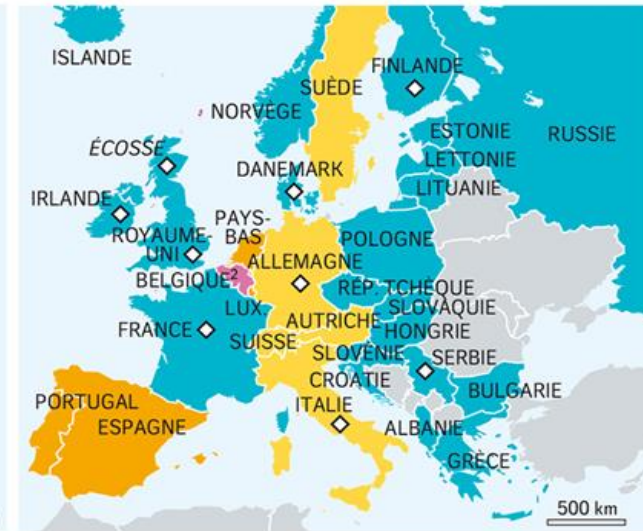 ISLANDE
FINLANDE
SUÈDE
NORVÈGE
RUSSIE
ESTONIE
ÉCOSSE
LETTONIE
DANEMARK
LITUANIE
IRLANDE
PAYS-
BAS
ROYAUME-
UNI
POLOGNE
ALLEMAGNE
BELGIQUE²
RÉP. TCHÈQUE
LUX.
SLOVAQUIE
AUTRICHE
FRANCE
HONGRIE
SUISSE
SLOVÉNIE
SERBIE
CROATIE
BULGARIE
PORTUGAL
ITALIE
ESPAGNE
ALBANIE
GRÈCE
500 km